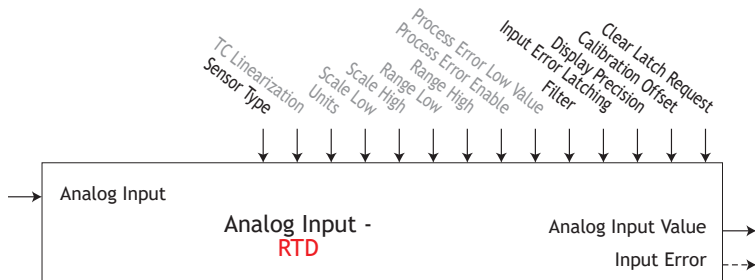 Sensor Type
TC Linearization
Units
Scale Low
Scale High
Range Low
Range High
Process Error Enable
Process Error Low Value
Filter
Input Error Latching
Display Precision
Calibration Offset
Clear Latch Request
Analog Input
Analog Input -
RTD
Analog Input Value
Input Error